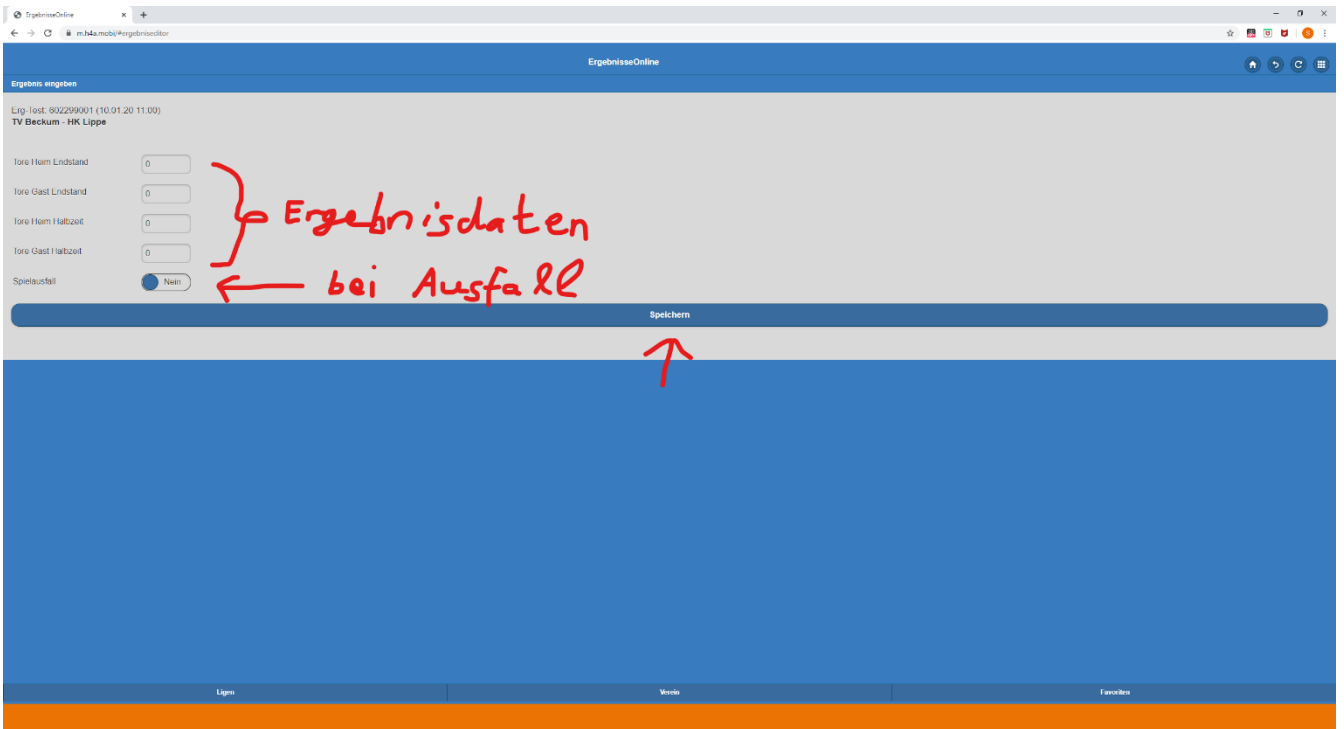 ErgebnisseOnline
m.h4a.mobi/#ergebniseditor
S
ErgebnisseOnline
Ergebnis eingeben
Erg-Test: 602299001 (10.01.20 11:00)
TV Beckum - HK Lippe
Tore Heim Endstand 0
Tore Gast Endstand 0
Ergebnisdaten
Tore Heim Halbzeit 0
Tore Gast Halbzeit 0
Spielausfall Nein
bei Ausfall
Speichern
Ligen Verein Favoriten